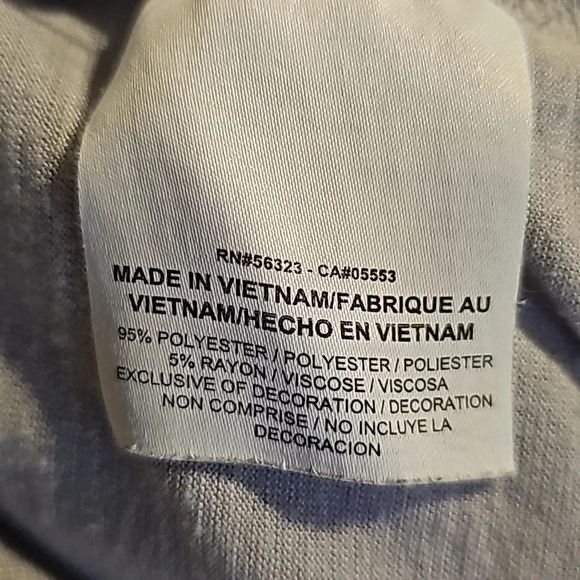 RN#56323 - CA#05553
MADE IN VIETNAM/FABRIQUE AU
VIETNAM/HECHO EN VIETNAM
95% POLYESTER / POLYESTER / POLIESTER
5% RAYON / VISCOSE / VISCOSA
EXCLUSIVE OF DECORATION / DECORATION
NON COMPRISE / NO INCLUYE LA
DECORACION